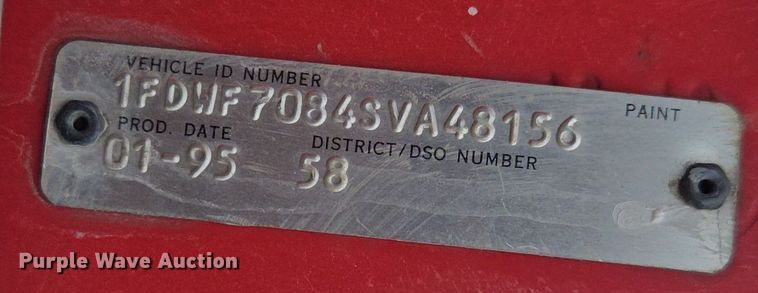 VEHICLE ID NUMBER
1FDWF7084SVA48156
PAINT
PROD. DATE
DISTRICT/DSO NUMBER
01-95 58
Purple Wave Auction